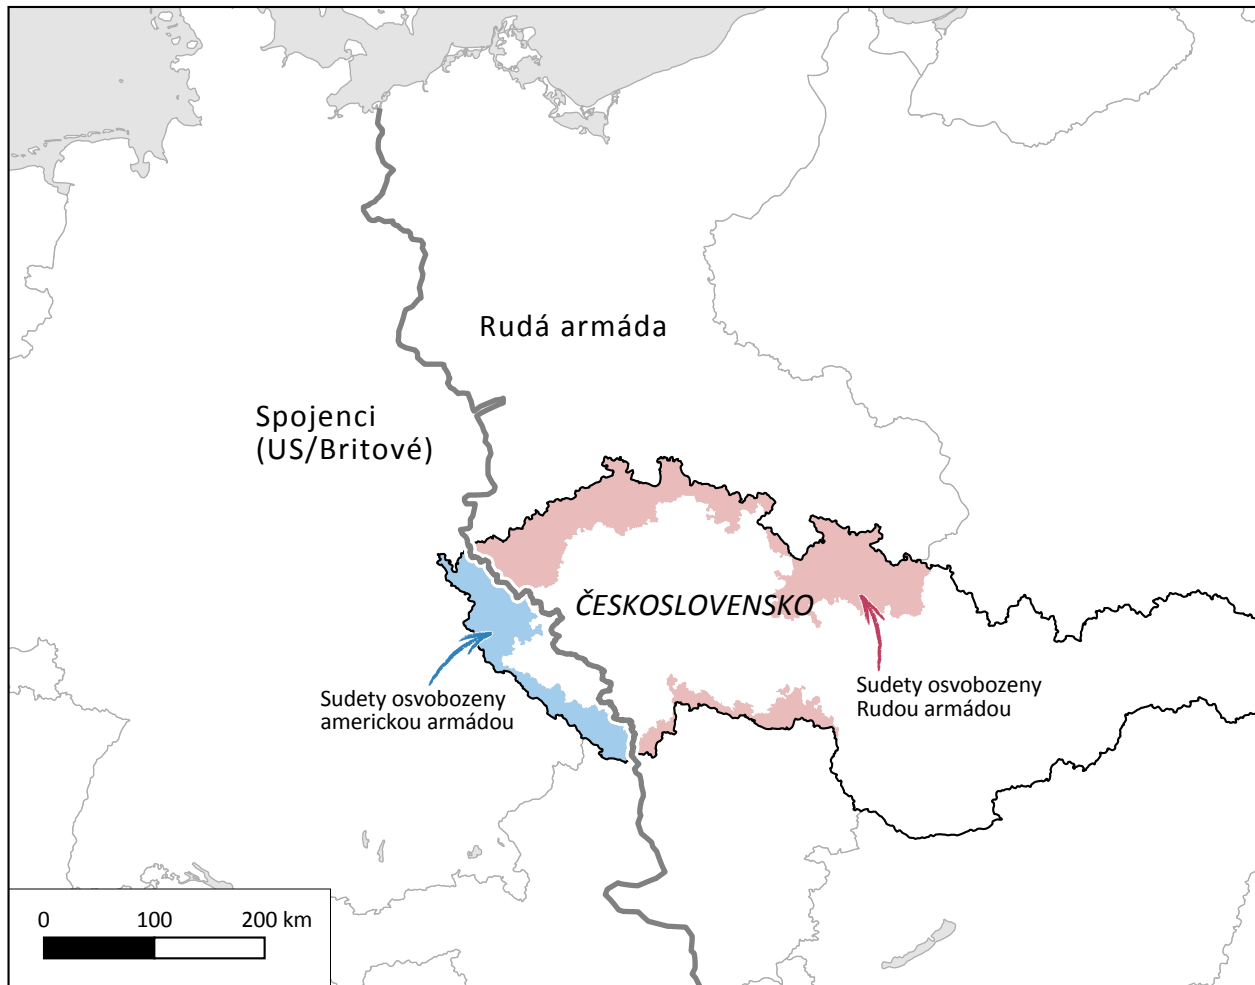 Rudá armáda
Spojenci
(US/Britové)
ČESKOSLOVENSKO
Sudety osvobozeny
americkou armádou
Sudety osvobozeny
Rudou armádou
0 100 200 km